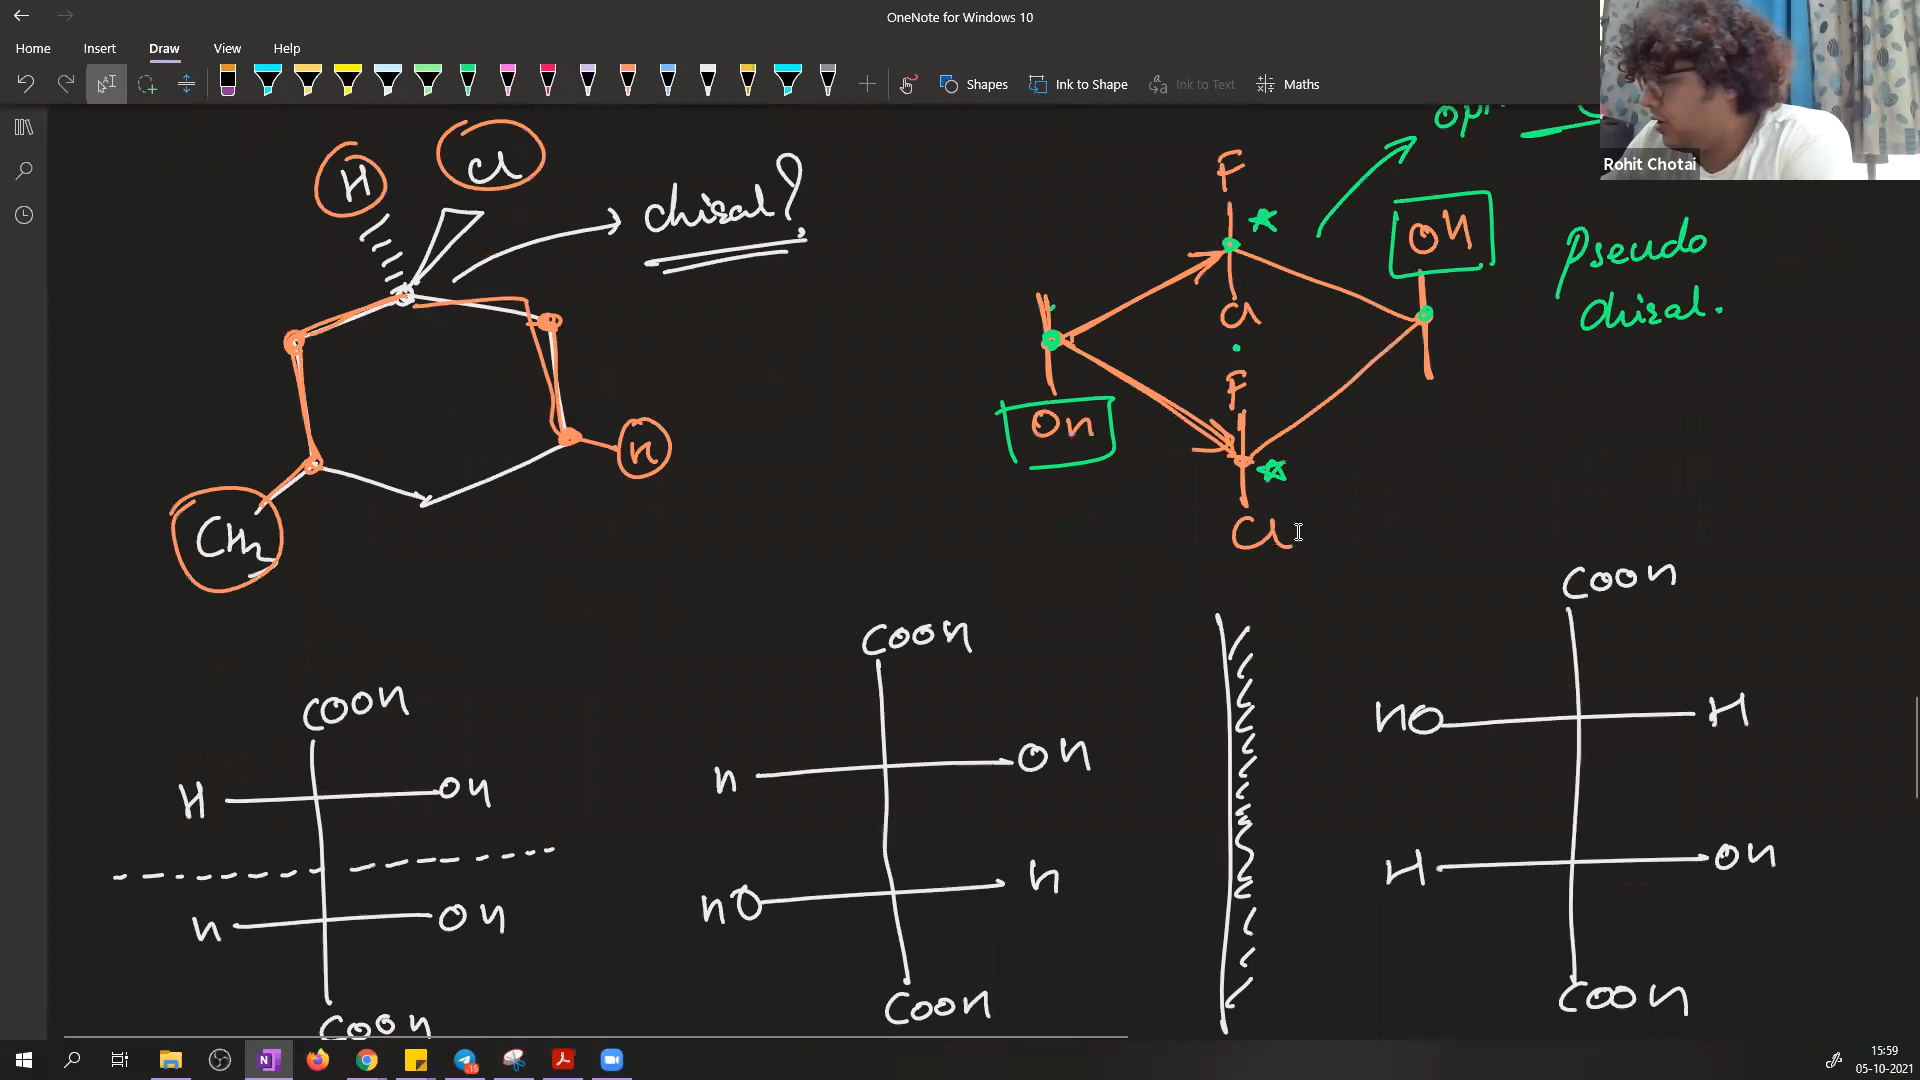 OneNote for Windows 10
Home Insert Draw View Help
Shapes Ink to Shape Ink to Text Maths
Rohit Chotai
H Cl chiral?
F
OH
Pseudo
chiral.
Cl
F
OH
H
CH3
Cl
COOH
COOH
COOH
HO H
H OH
H OH
H OH
HO H
H OH
COOH
COOH
COOH
15
15:59
05-10-2021